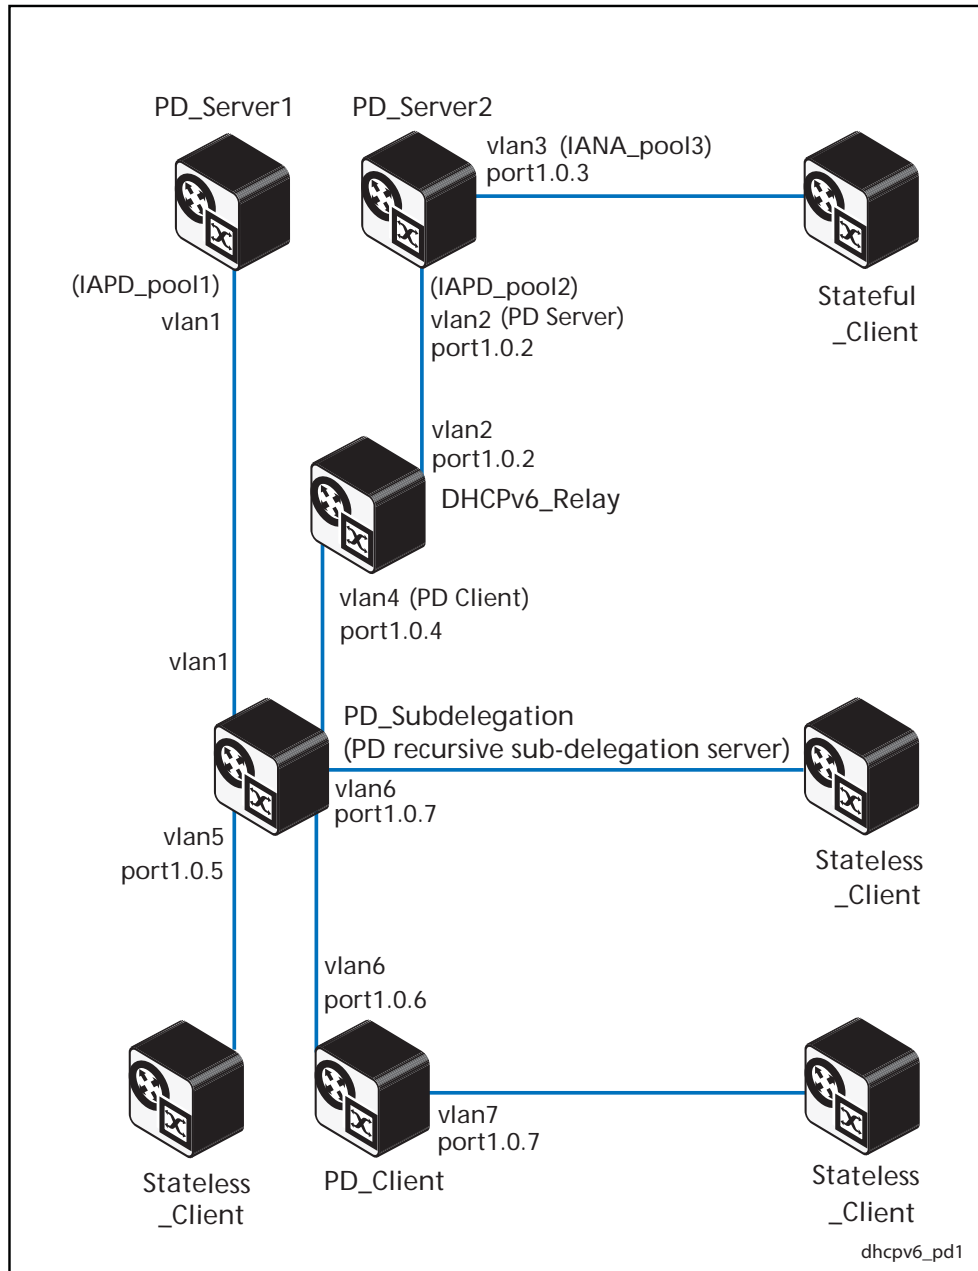 PD_Server1
PD_Server2
vlan3 (IANA_pool3)
port1.0.3
(IAPD_pool1)
vlan1
(IAPD_pool2)
vlan2 (PD Server)
port1.0.2
Stateful
_Client
vlan2
port1.0.2
DHCPv6_Relay
vlan4 (PD Client)
port1.0.4
vlan1
PD_Subdelegation
(PD recursive sub-delegation server)
vlan6
port1.0.7
vlan5
port1.0.5
Stateless
_Client
vlan6
port1.0.6
vlan7
port1.0.7
Stateless
_Client
PD_Client
Stateless
_Client
dhcpv6_pd1